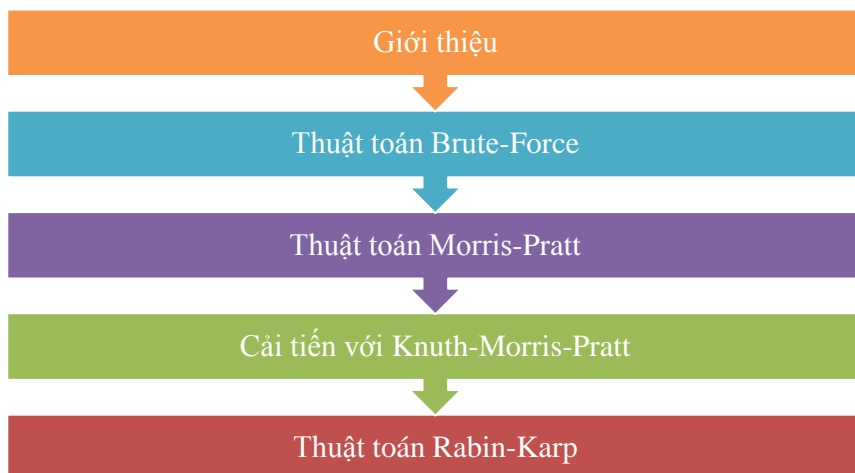 Giới thiệu
Thuật toán Brute-Force
Thuật toán Morris-Pratt
Cải tiến với Knuth-Morris-Pratt
Thuật toán Rabin-Karp